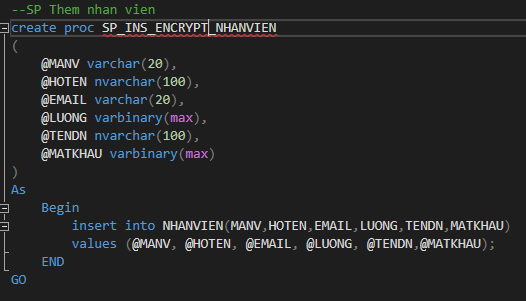 --SP Them nhan vien
create proc SP_INS_ENCRYPT_NHANVIEN
(
@MANV varchar(20),
@HOTEN nvarchar(100),
@EMAIL varchar(20),
@LUONG varbinary(max),
@TENDN nvarchar(100),
@MATKHAU varbinary(max)
)
As
Begin
insert into NHANVIEN(MANV,HOTEN,EMAIL,LUONG,TENDN,MATKHAU)
values (@MANV, @HOTEN, @EMAIL, @LUONG, @TENDN,@MATKHAU);
END
GO